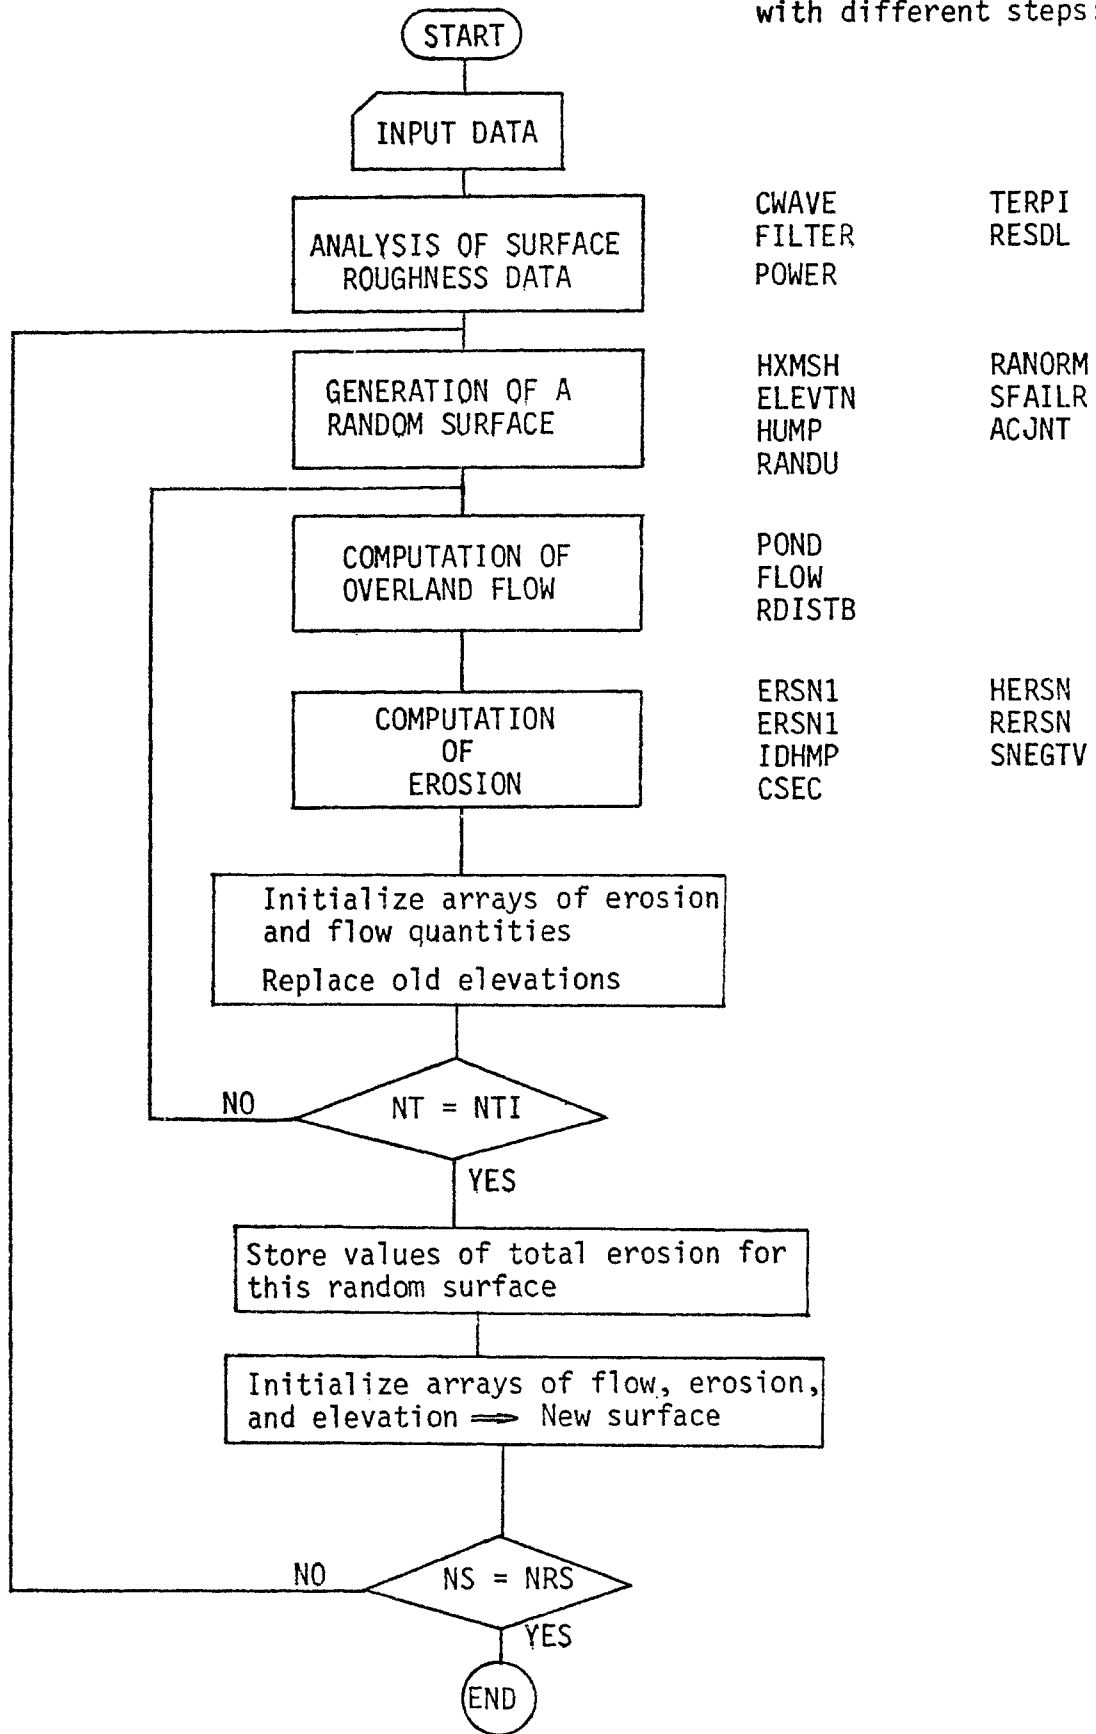 with different steps:
START
INPUT DATA
ANALYSIS OF SURFACE
ROUGHNESS DATA
CWAVE TERPI
FILTER RESDL
POWER
GENERATION OF A
RANDOM SURFACE
HXMSH RANORM
ELEVTN SFAILR
HUMP ACJNT
RANDU
COMPUTATION OF
OVERLAND FLOW
POND
FLOW
RDISTB
COMPUTATION
OF
EROSION
ERSN1 HERSN
ERSN1 RERSN
IDHMP SNEGTV
CSEC
Initialize arrays of erosion
and flow quantities
Replace old elevations
NO
NT = NTI
YES
Store values of total erosion for
this random surface
Initialize arrays of flow, erosion,
and elevation ⟹ New surface
NO
NS = NRS
YES
END